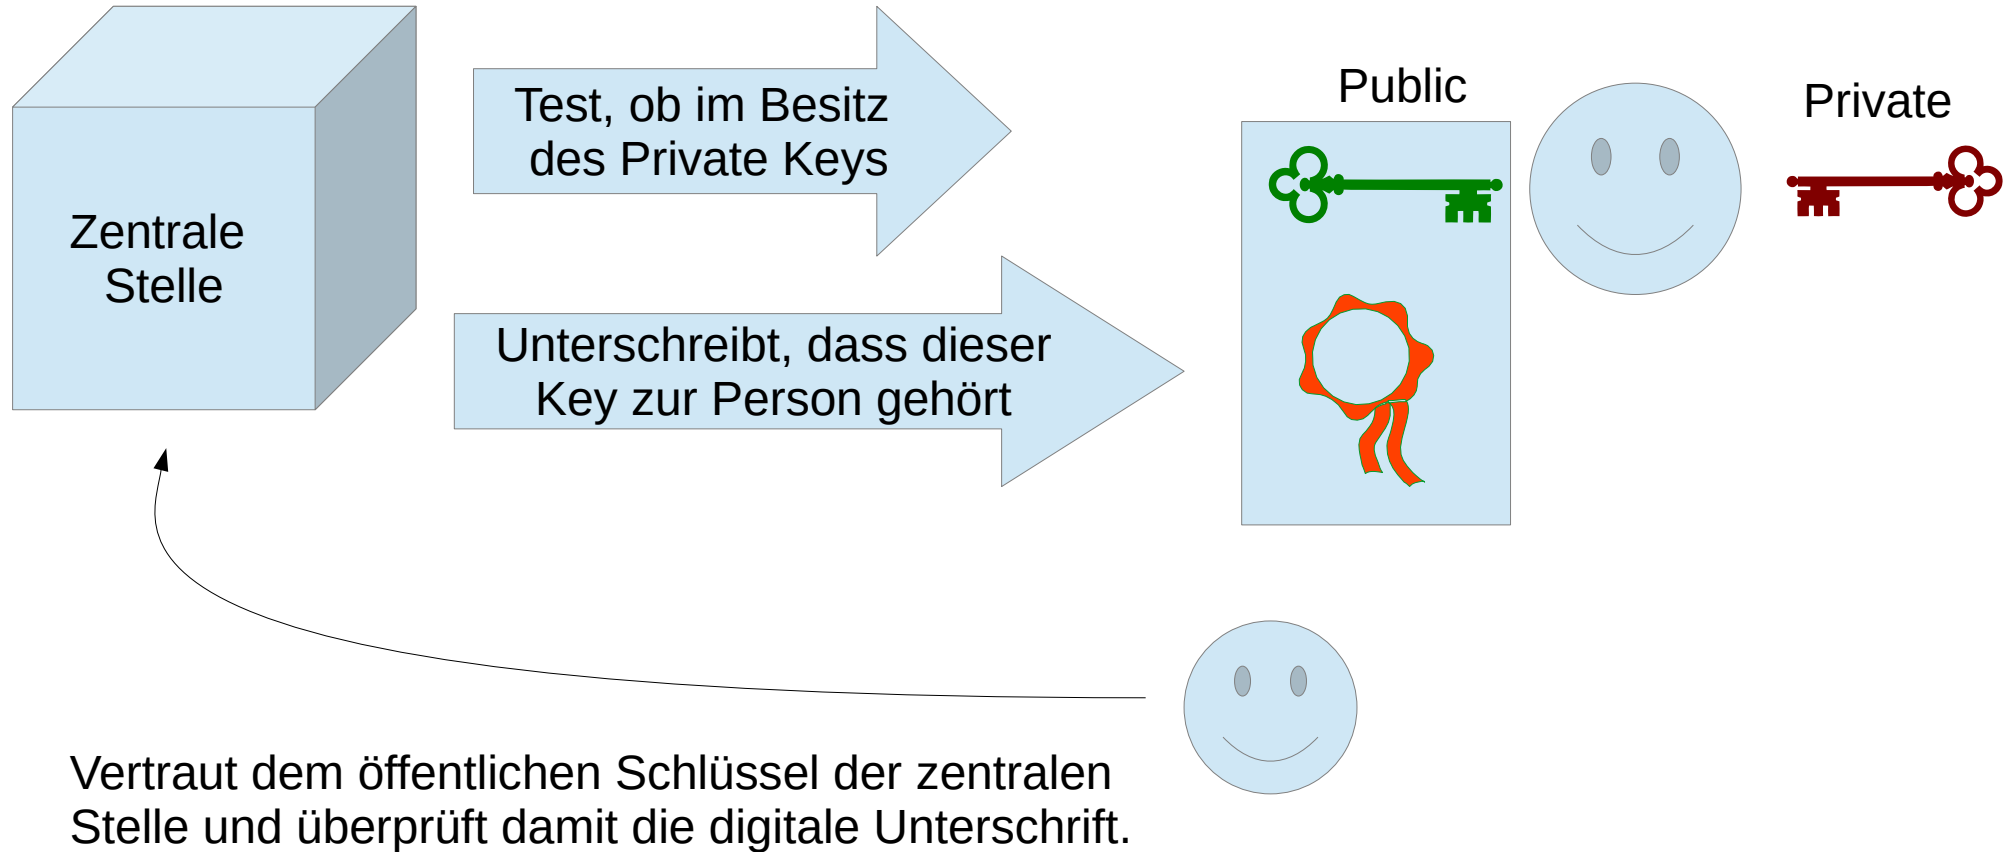 Zentrale
Stelle
Test, ob im Besitz
des Private Keys
Unterschreibt, dass dieser
Key zur Person gehört
Public
Private
Vertraut dem öffentlichen Schlüssel der zentralen
Stelle und überprüft damit die digitale Unterschrift.